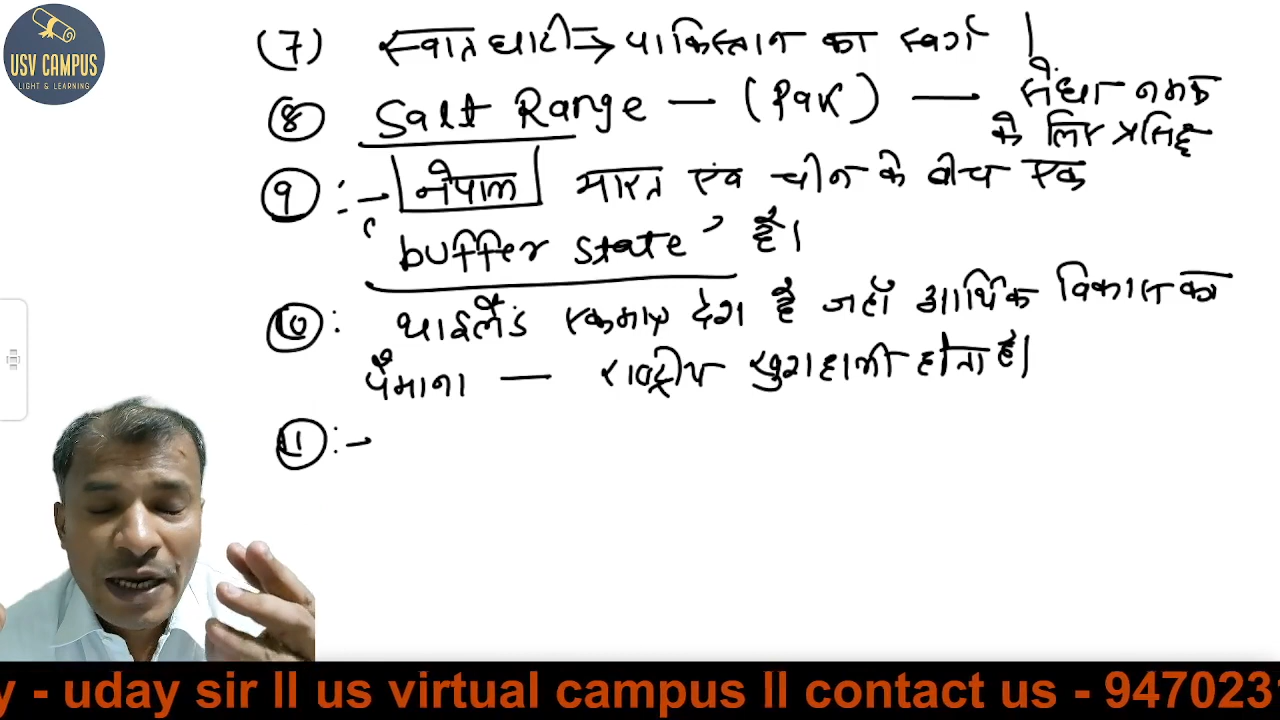 USV CAMPUS
LIGHT & LEARNING
(7) स्वात घाटी → पाकिस्तान का स्वर्ग |
(8) Salt Range — (Pak) — सेंधा नमक
के लिए प्रसिद्ध
(9) :→ नेपाल भारत एवं चीन के बीच एक
'buffer state' है।
(10) : थाईलैंड एकमात्र देश है जहाँ आर्थिक विकास का
पैमाना — राष्ट्रीय खुशहाली होता है।
(11) :→
y - uday sir ll us virtual campus ll contact us - 947023